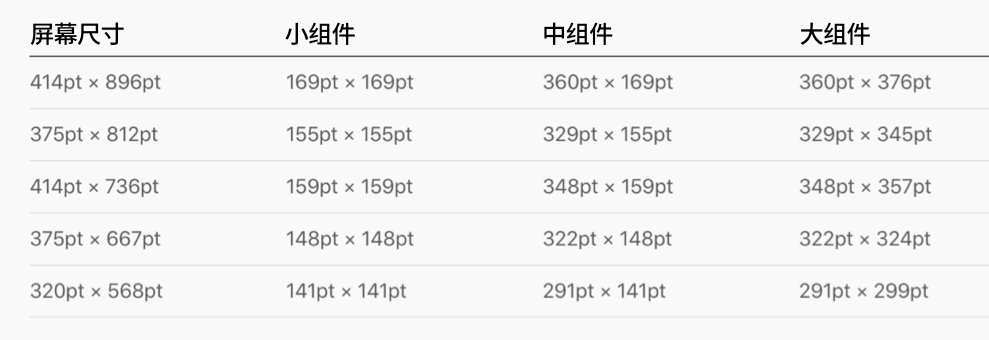 屏幕尺寸 小组件 中组件 大组件
414pt × 896pt 169pt × 169pt 360pt × 169pt 360pt × 376pt
375pt × 812pt 155pt × 155pt 329pt × 155pt 329pt × 345pt
414pt × 736pt 159pt × 159pt 348pt × 159pt 348pt × 357pt
375pt × 667pt 148pt × 148pt 322pt × 148pt 322pt × 324pt
320pt × 568pt 141pt × 141pt 291pt × 141pt 291pt × 299pt